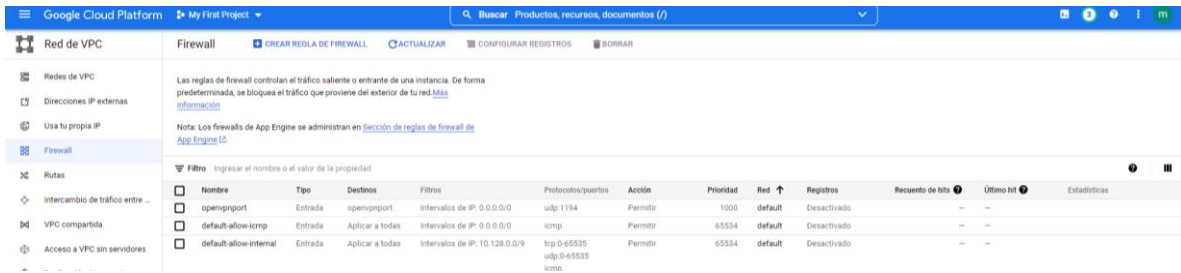 Google Cloud Platform My First Project Buscar Productos, recursos, documentos (/) 3 m
Red de VPC Firewall CREAR REGLA DE FIREWALL ACTUALIZAR CONFIGURAR REGISTROS BORRAR
Redes de VPC
Direcciones IP externas
Usa tu propia IP
Firewall
Rutas
Intercambio de tráfico entre ...
VPC compartida
Acceso a VPC sin servidores
Las reglas de firewall controlan el tráfico saliente o entrante de una instancia. De forma
predeterminada, se bloquea el tráfico que proviene del exterior de tu red. Más
información
Nota: Los firewalls de App Engine se administran en Sección de reglas de firewall de
App Engine
Filtro Ingresar el nombre o el valor de la propiedad
Nombre Tipo Destinos Filtros Protocolos/puertos Acción Prioridad Red Registros Recuento de hits Último hit Estadísticas
openvpnport Entrada openvpnport Intervalos de IP: 0.0.0.0/0 udp:1194 Permitir 1000 default Desactivado — —
default-allow-icmp Entrada Aplicar a todas Intervalos de IP: 0.0.0.0/0 icmp Permitir 65534 default Desactivado — —
default-allow-internal Entrada Aplicar a todas Intervalos de IP: 10.128.0.0/9 tcp:0-65535 Permitir 65534 default Desactivado — —
udp:0-65535
icmp